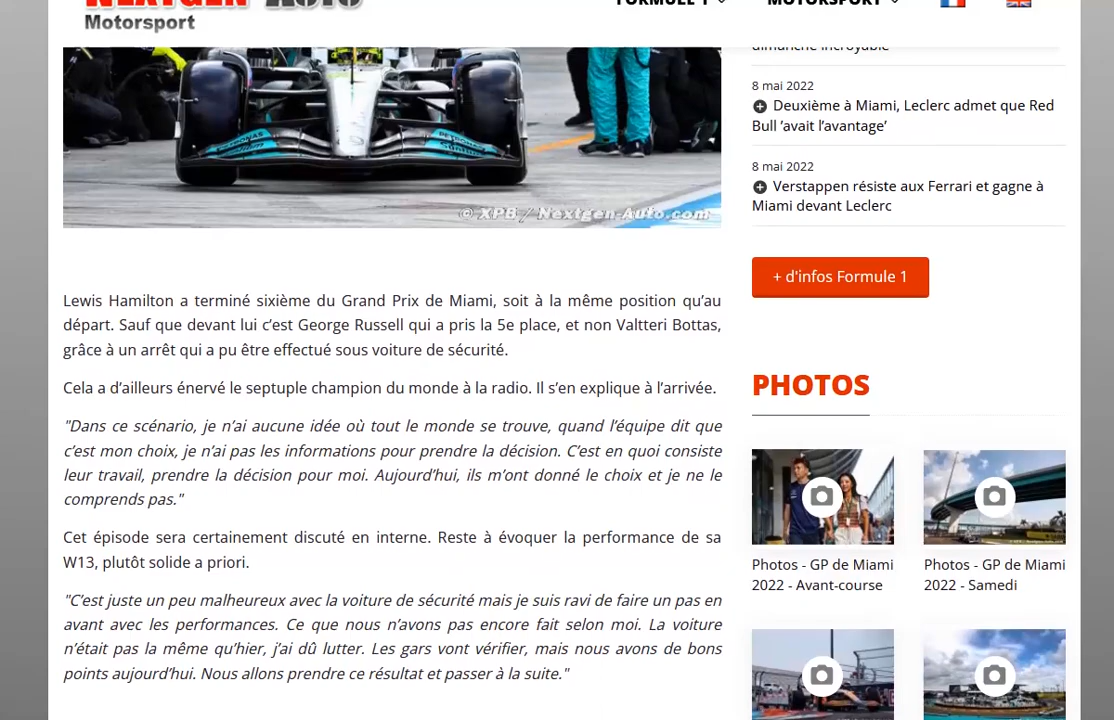 NEXTGEN-AUTO
Motorsport
FORMULE 1
MOTORSPORT
PETRONAS
PETRONAS
© XPB / Nextgen-Auto.com
Lewis Hamilton a terminé sixième du Grand Prix de Miami, soit à la même position qu’au
départ. Sauf que devant lui c’est George Russell qui a pris la 5e place, et non Valtteri Bottas,
grâce à un arrêt qui a pu être effectué sous voiture de sécurité.
Cela a d’ailleurs énervé le septuple champion du monde à la radio. Il s’en explique à l’arrivée.
"Dans ce scénario, je n’ai aucune idée où tout le monde se trouve, quand l’équipe dit que
c’est mon choix, je n’ai pas les informations pour prendre la décision. C’est en quoi consiste
leur travail, prendre la décision pour moi. Aujourd’hui, ils m’ont donné le choix et je ne le
comprends pas."
Cet épisode sera certainement discuté en interne. Reste à évoquer la performance de sa
W13, plutôt solide a priori.
"C’est juste un peu malheureux avec la voiture de sécurité mais je suis ravi de faire un pas en
avant avec les performances. Ce que nous n’avons pas encore fait selon moi. La voiture
n’était pas la même qu’hier, j’ai dû lutter. Les gars vont vérifier, mais nous avons de bons
points aujourd’hui. Nous allons prendre ce résultat et passer à la suite."
dimanche incroyable
8 mai 2022
Deuxième à Miami, Leclerc admet que Red
Bull ‘avait l’avantage’
8 mai 2022
Verstappen résiste aux Ferrari et gagne à
Miami devant Leclerc
+ d'infos Formule 1
PHOTOS
Photos - GP de Miami
2022 - Avant-course
Photos - GP de Miami
2022 - Samedi